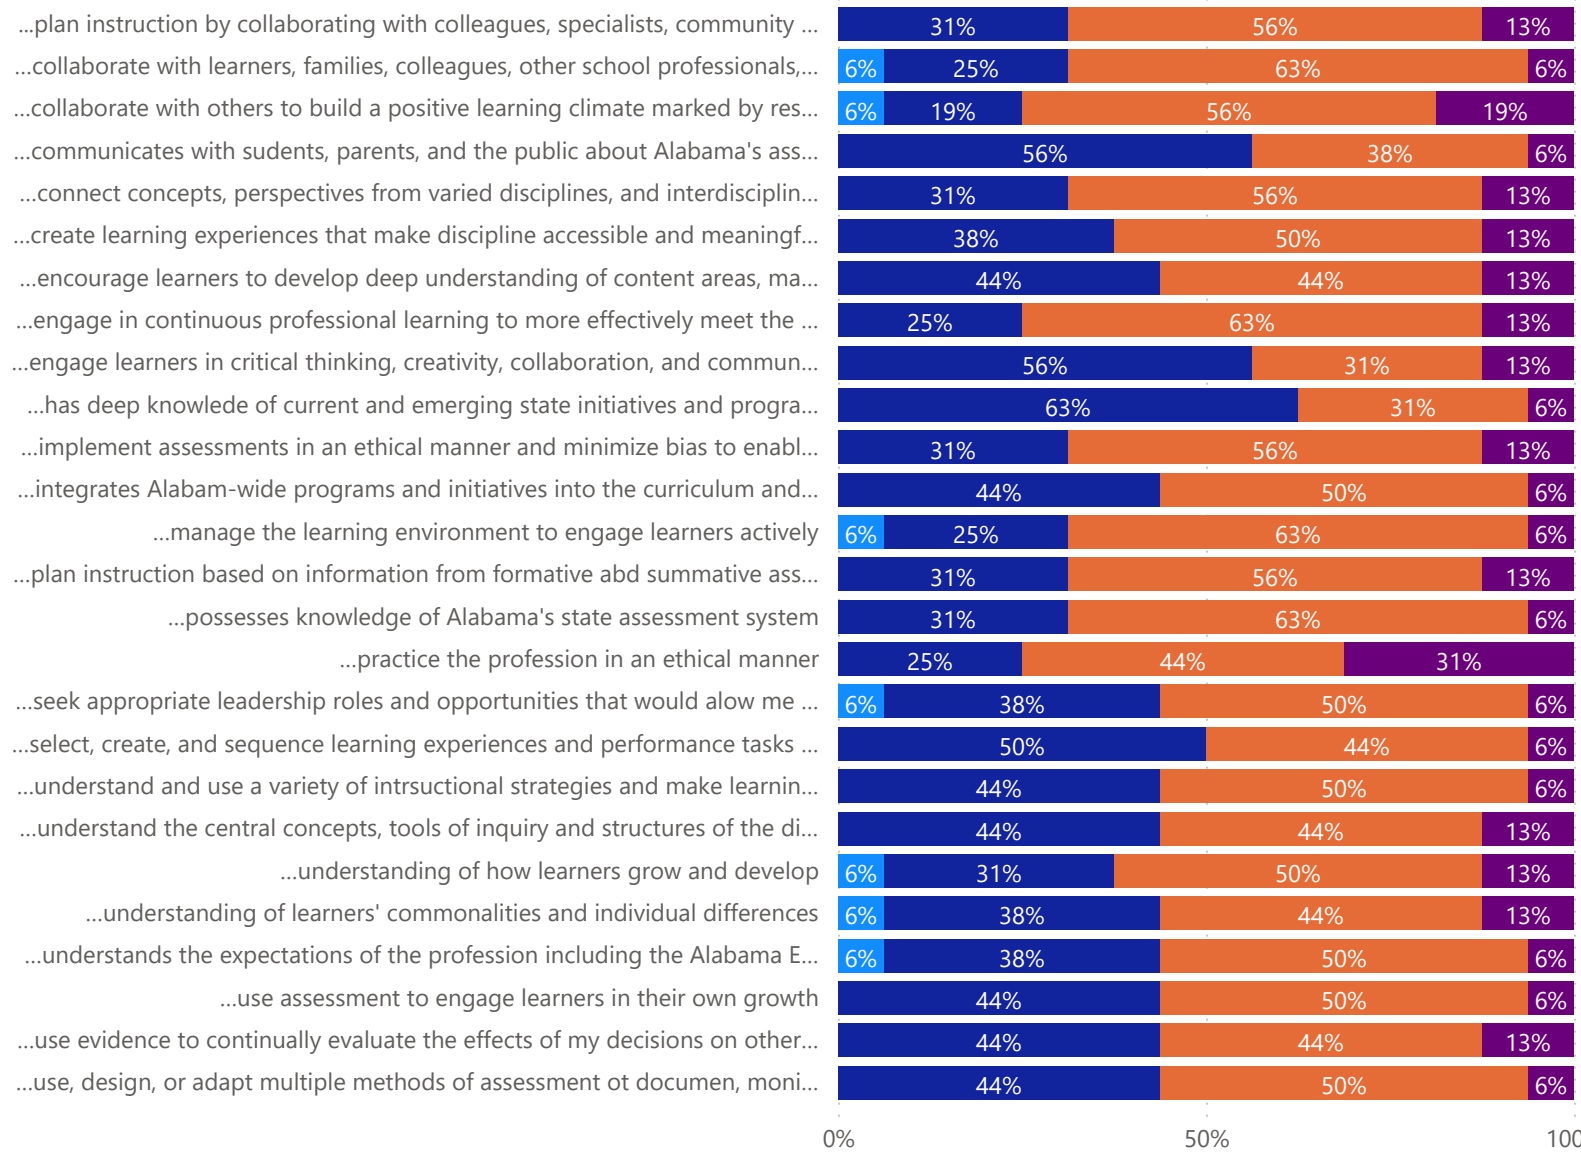 ...plan instruction by collaborating with colleagues, specialists, community ... 31% 56% 13%
...collaborate with learners, families, colleagues, other school professionals,... 6% 25% 63% 6%
...collaborate with others to build a positive learning climate marked by res... 6% 19% 56% 19%
...communicates with sudents, parents, and the public about Alabama's ass... 56% 38% 6%
...connect concepts, perspectives from varied disciplines, and interdisciplin... 31% 56% 13%
...create learning experiences that make discipline accessible and meaningf... 38% 50% 13%
...encourage learners to develop deep understanding of content areas, ma... 44% 44% 13%
...engage in continuous professional learning to more effectively meet the ... 25% 63% 13%
...engage learners in critical thinking, creativity, collaboration, and commun... 56% 31% 13%
...has deep knowlede of current and emerging state initiatives and progra... 63% 31% 6%
...implement assessments in an ethical manner and minimize bias to enabl... 31% 56% 13%
...integrates Alabam-wide programs and initiatives into the curriculum and... 44% 50% 6%
...manage the learning environment to engage learners actively 6% 25% 63% 6%
...plan instruction based on information from formative abd summative ass... 31% 56% 13%
...possesses knowledge of Alabama's state assessment system 31% 63% 6%
...practice the profession in an ethical manner 25% 44% 31%
...seek appropriate leadership roles and opportunities that would alow me ... 6% 38% 50% 6%
...select, create, and sequence learning experiences and performance tasks ... 50% 44% 6%
...understand and use a variety of intrsuctional strategies and make learnin... 44% 50% 6%
...understand the central concepts, tools of inquiry and structures of the di... 44% 44% 13%
...understanding of how learners grow and develop 6% 31% 50% 13%
...understanding of learners' commonalities and individual differences 6% 38% 44% 13%
...understands the expectations of the profession including the Alabama E... 6% 38% 50% 6%
...use assessment to engage learners in their own growth 44% 50% 6%
...use evidence to continually evaluate the effects of my decisions on other... 44% 44% 13%
...use, design, or adapt multiple methods of assessment ot documen, moni... 44% 50% 6%
0% 50% 100